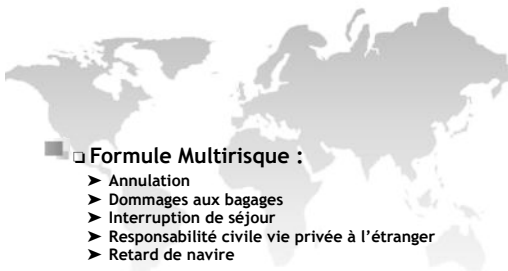 ❏ Formule Multirisque :
➤ Annulation
➤ Dommages aux bagages
➤ Interruption de séjour
➤ Responsabilité civile vie privée à l'étranger
➤ Retard de navire